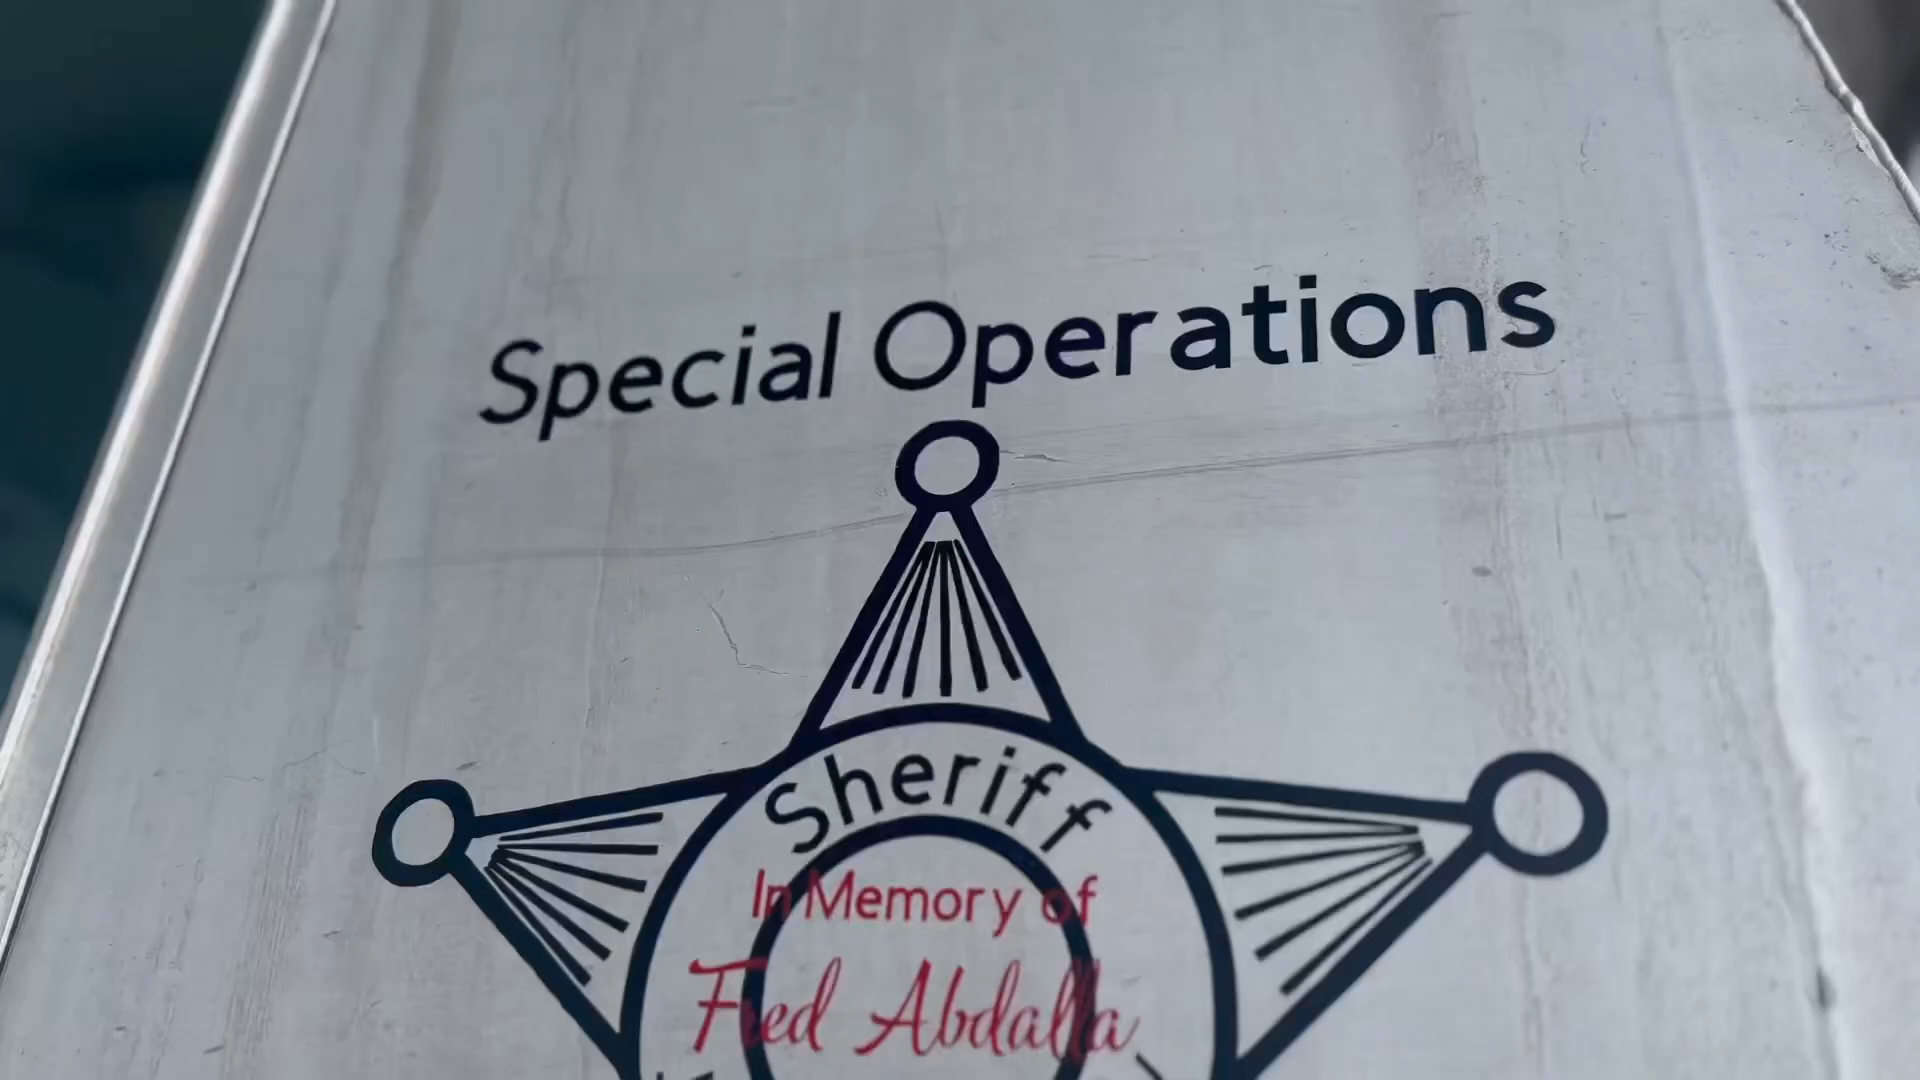 Special Operations
Sheriff
In Memory of
Fred Abdalla